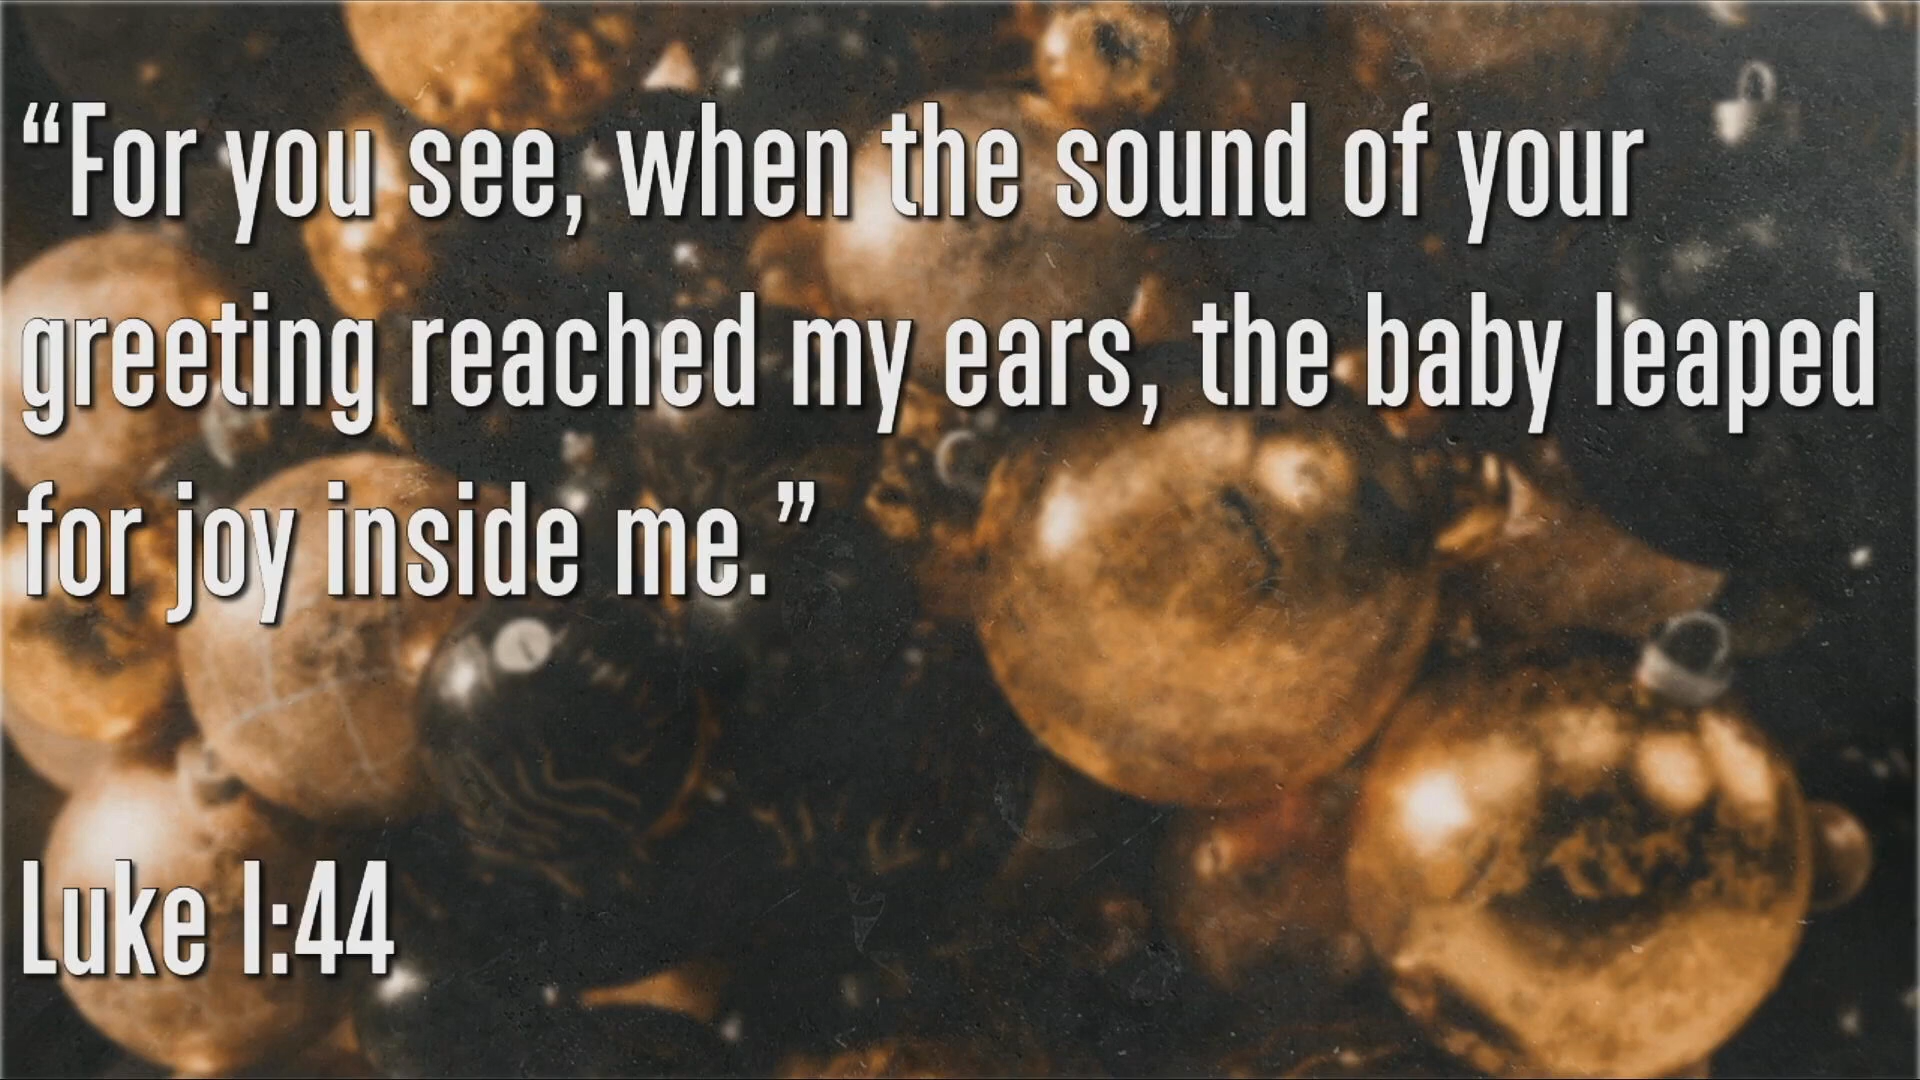 “For you see, when the sound of your
greeting reached my ears, the baby leaped
for joy inside me.”
Luke 1:44